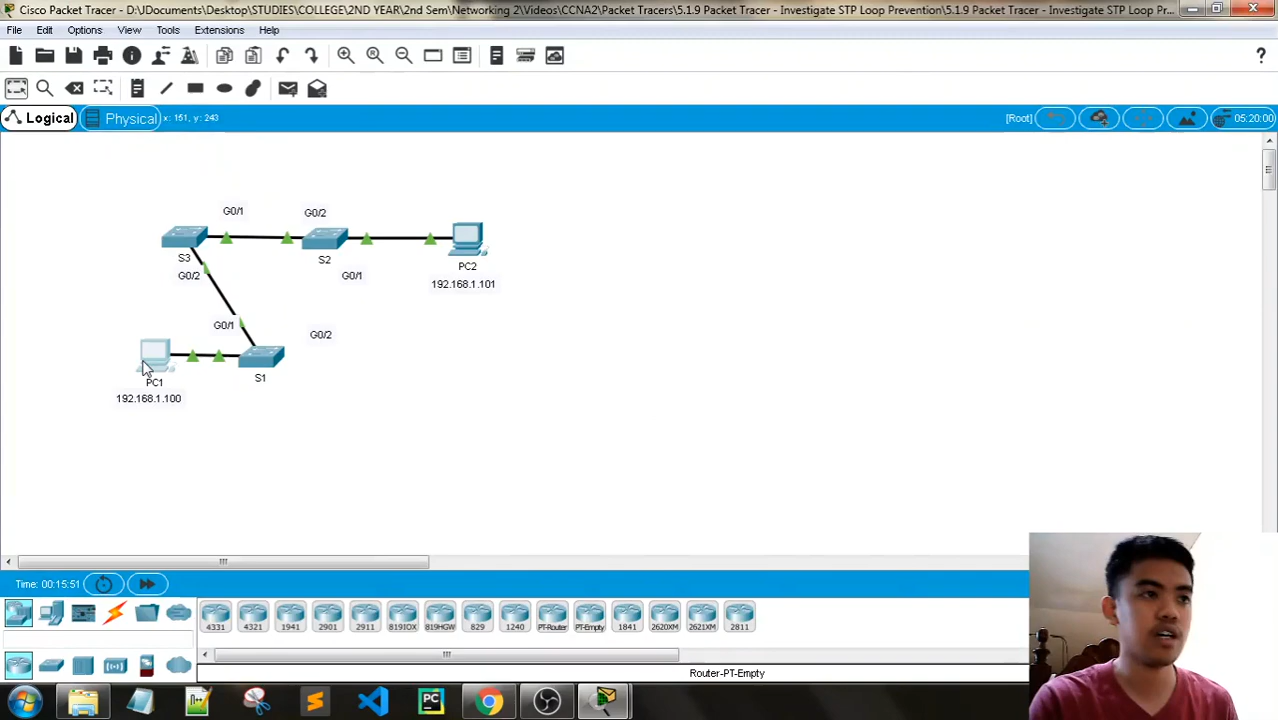 Cisco Packet Tracer - D:\JDocuments\Desktop\STUDIES\COLLEGE\2ND YEAR\2nd Sem\Networking 2\Videos\CCNA2\Packet Tracers\5.1.9 Packet Tracer - Investigate STP Loop Prevention\5.1.9 Packet Tracer - Investigate STP Loop Pr...
File Edit Options View Tools Extensions Help
?
Logical Physical x: 151, y: 243 [Root] 05:20:00
G0/1 G0/2
S3 S2 PC2
G0/2 G0/1 192.168.1.101
G0/1 G0/2
PC1 S1
192.168.1.100
Time: 00:15:51
4331 4321 1941 2901 2911 819IOX 819HGW 829 1240 PT-Router PT-Empty 1841 2620XM 2621XM 2811
Router-PT-Empty
PC